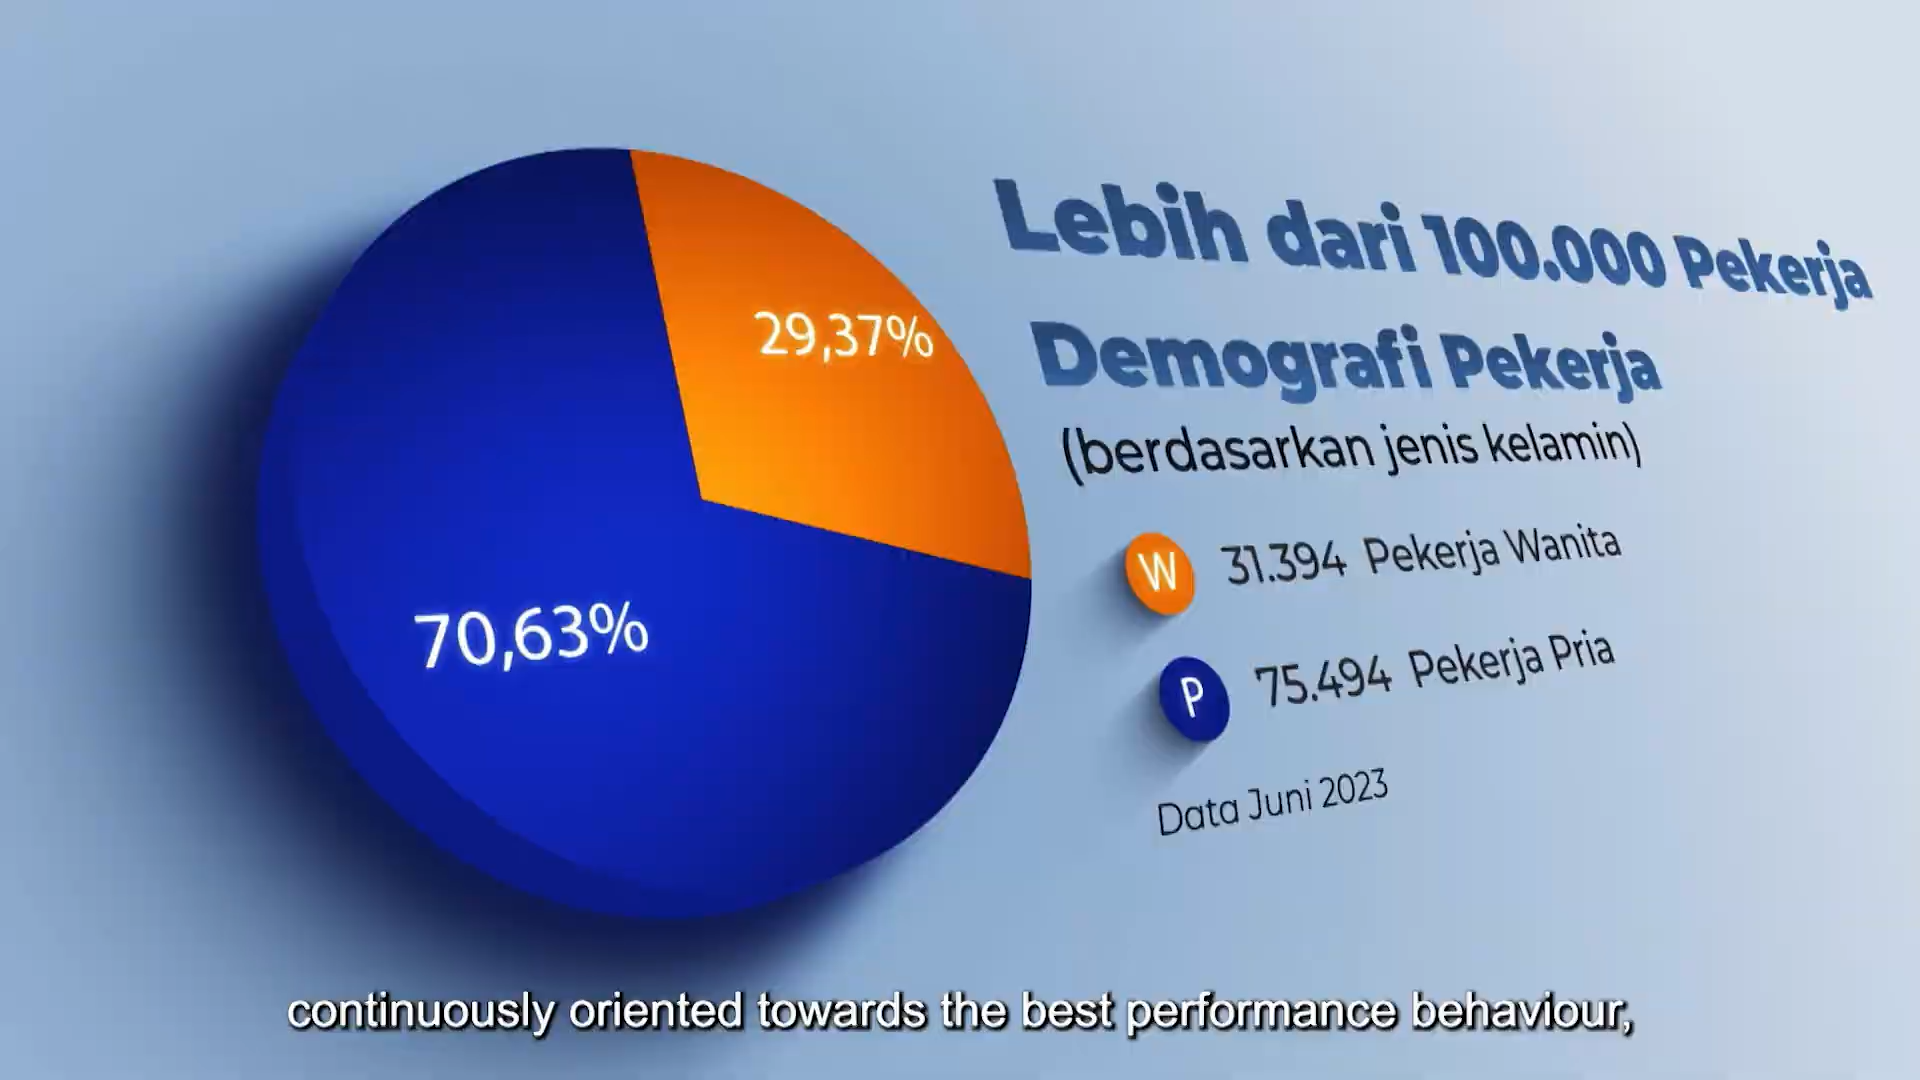 Lebih dari 100.000 Pekerja
Demografi Pekerja
(berdasarkan jenis kelamin)
29,37%
70,63%
W 31.394 Pekerja Wanita
P 75.494 Pekerja Pria
Data Juni 2023
continuously oriented towards the best performance behaviour,